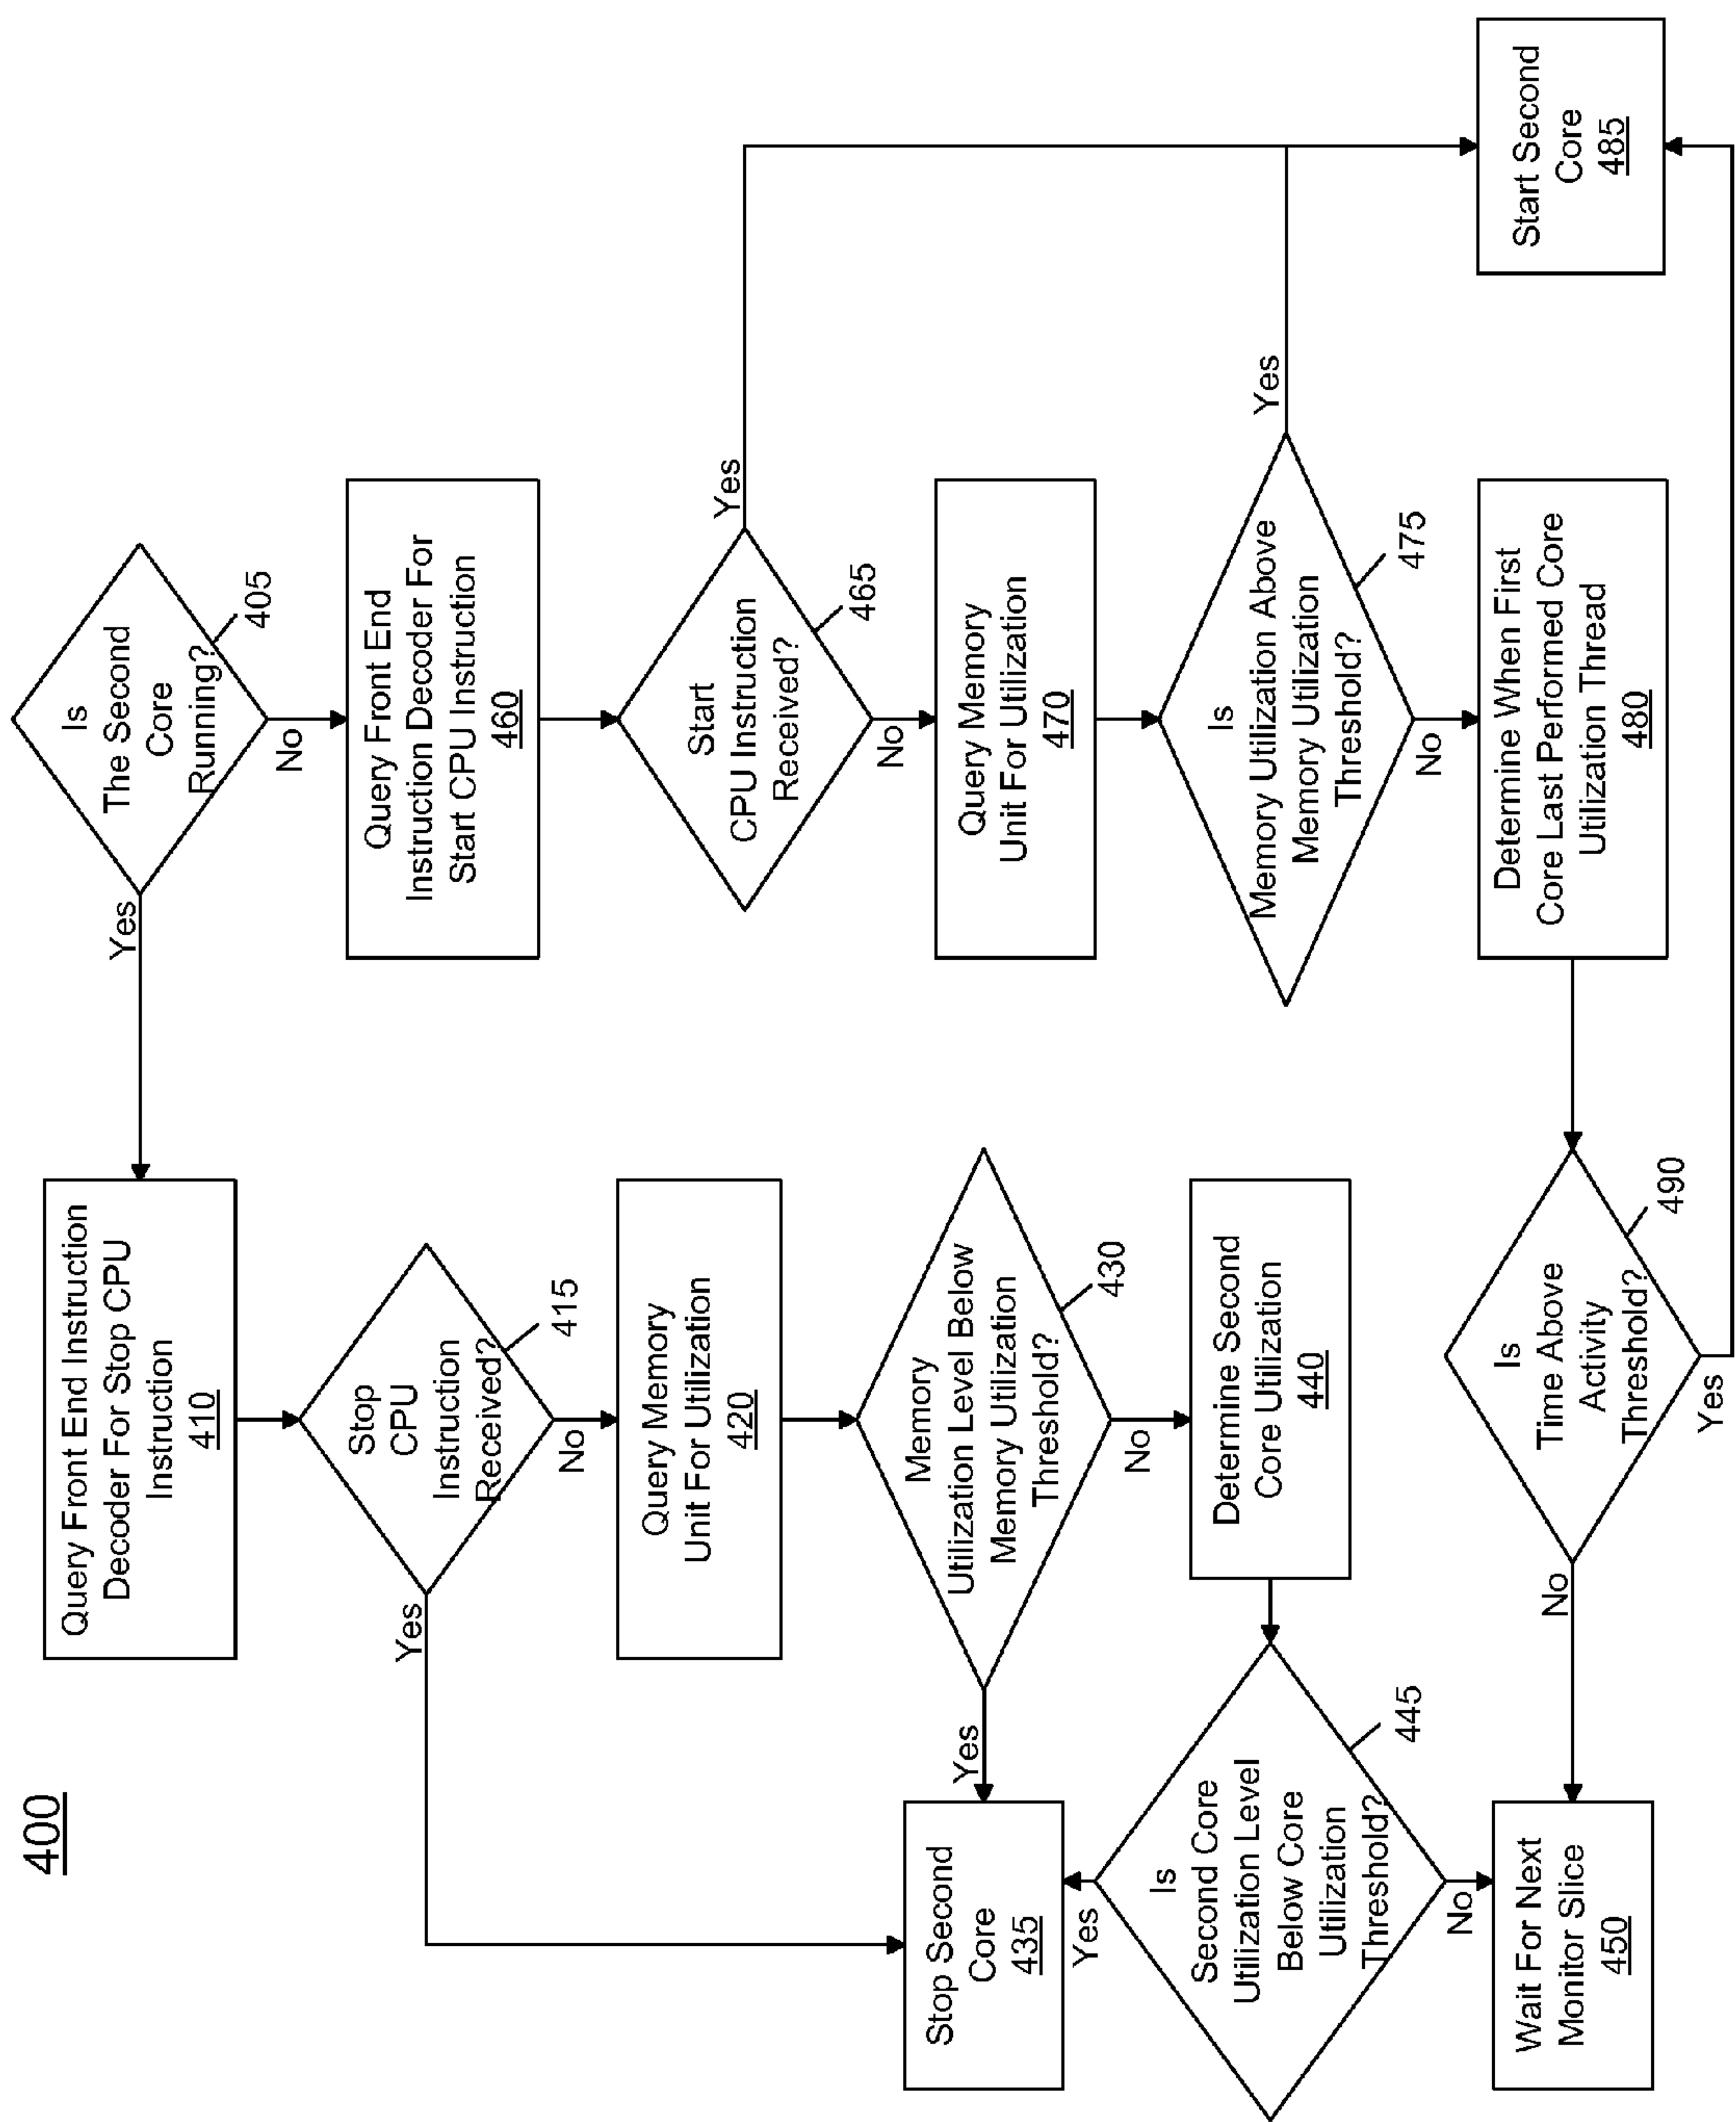 400
Is
The Second
Core
Running?
405
Yes
No
Query Front End Instruction
Decoder For Stop CPU
Instruction
410
Stop
CPU
Instruction
Received?
415
Yes
No
Query Memory
Unit For Utilization
420
Memory
Utilization Level Below
Memory Utilization
Threshold?
430
Yes
No
Stop Second
Core
435
Determine Second
Core Utilization
440
Is
Second Core
Utilization Level
Below Core
Utilization
Threshold?
445
Yes
No
Wait For Next
Monitor Slice
450
Query Front End
Instruction Decoder For
Start CPU Instruction
460
Start
CPU Instruction
Received?
465
Yes
No
Query Memory
Unit For Utilization
470
Is
Memory Utilization Above
Memory Utilization
Threshold?
475
Yes
No
Determine When First
Core Last Performed Core
Utilization Thread
480
Start Second
Core
485
Is
Time Above
Activity
Threshold?
490
No
Yes